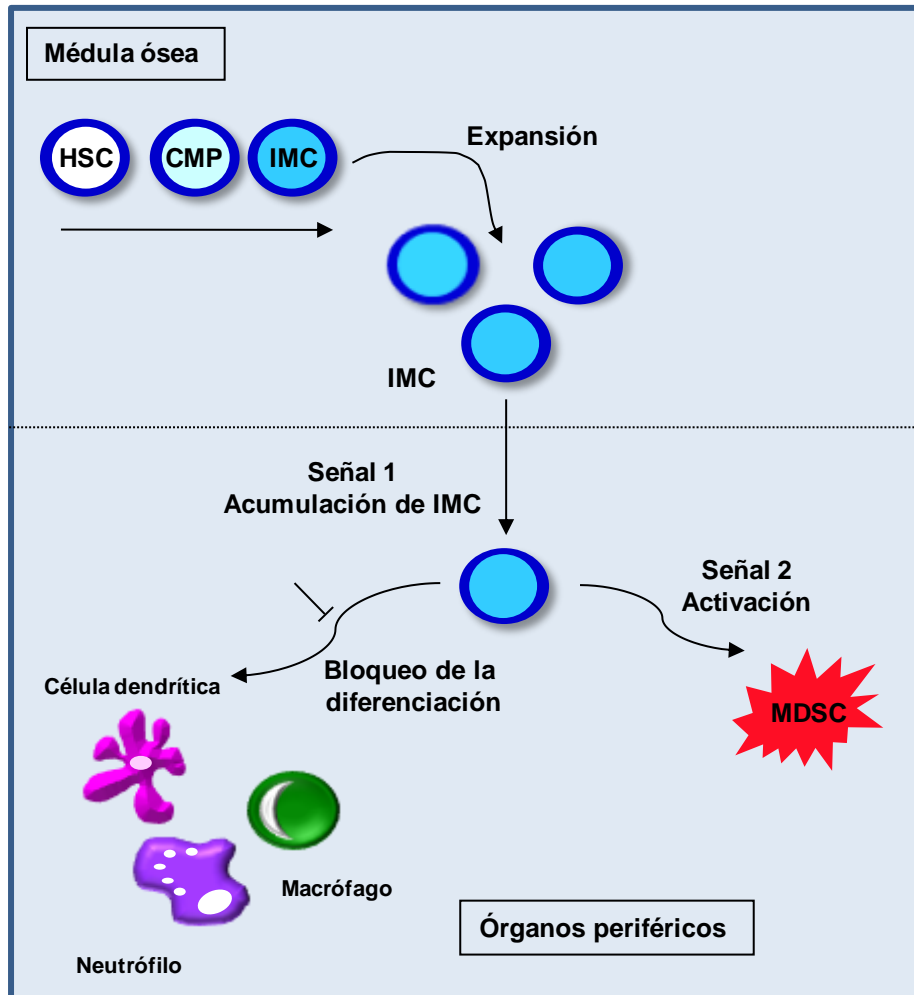 Médula ósea
HSC
CMP
IMC
Expansión
IMC
Señal 1
Acumulación de IMC
Señal 2
Activación
Bloqueo de la
diferenciación
Célula dendrítica
MDSC
Macrófago
Órganos periféricos
Neutrófilo